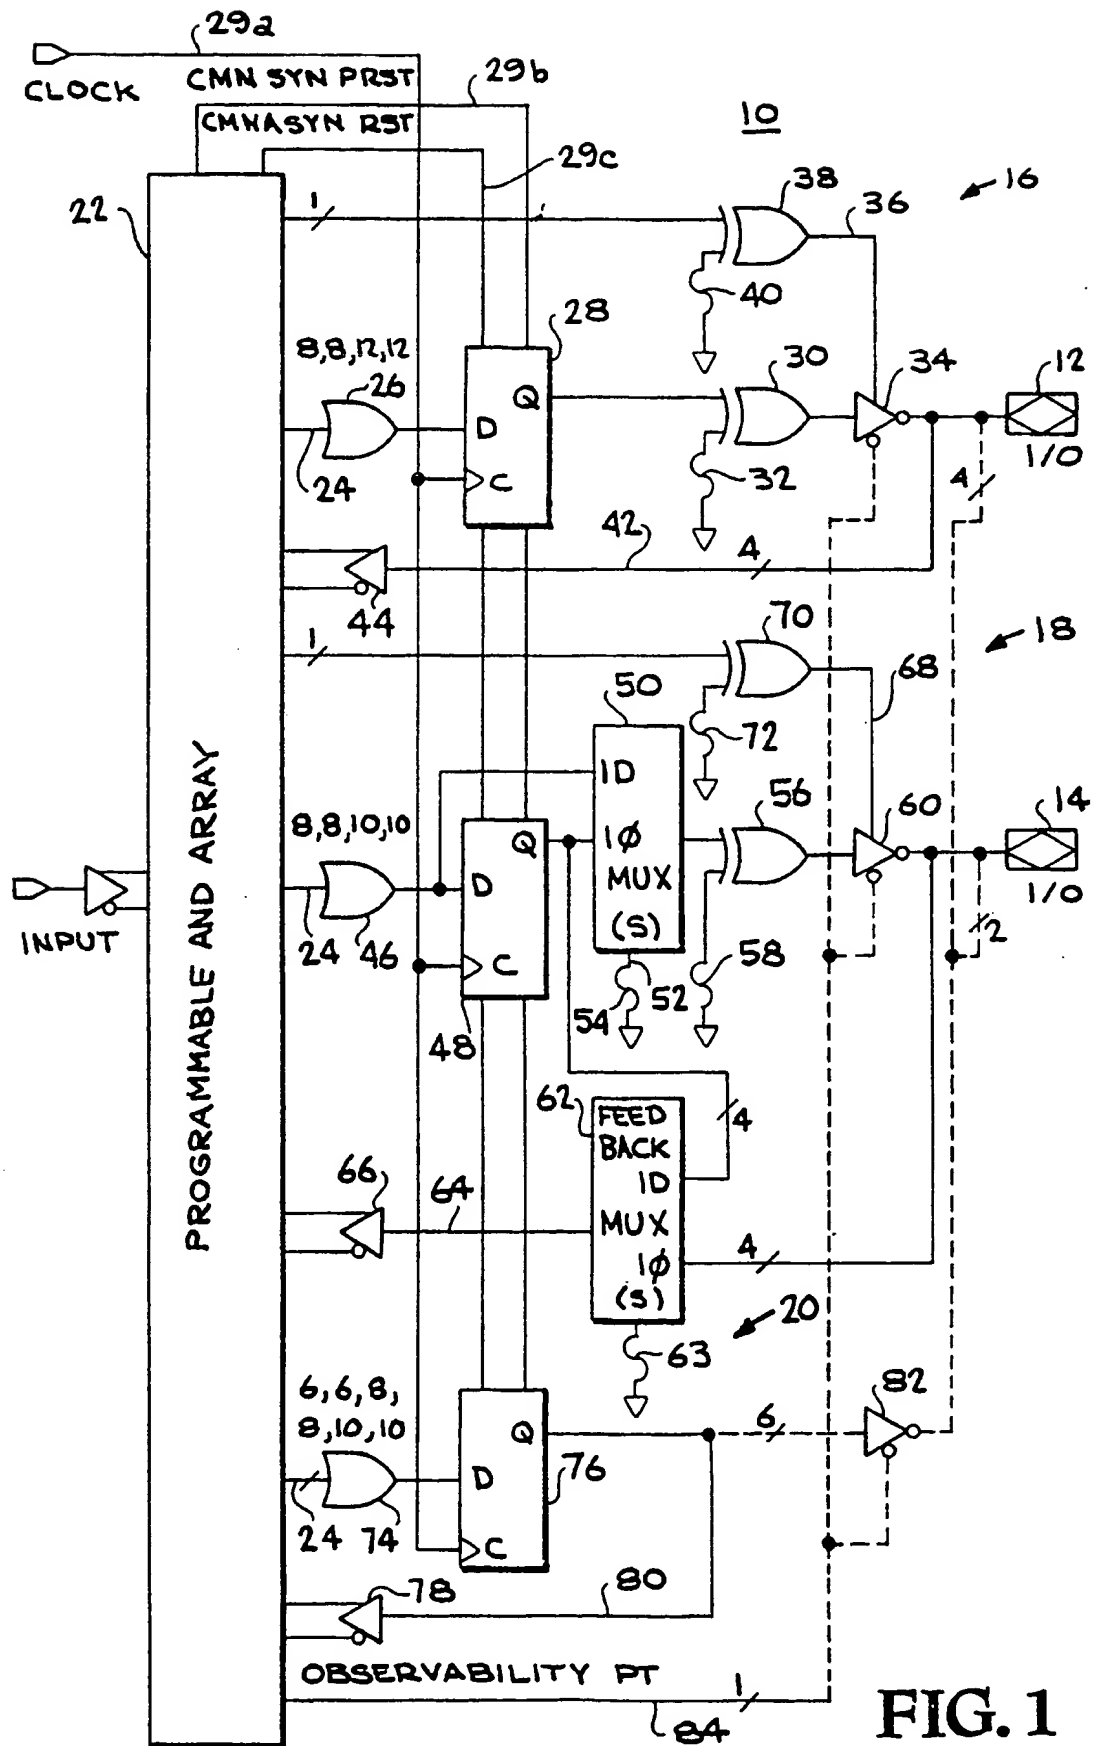 29a
CLOCK
CMN SYN PRST
29b
CMNASYN RST
10
29c
16
22
1
38
36
40
8,8,12,12
26
28
30
34
12
Q
D
C
24
32
I/O
4
42
4
44
1
70
18
50
68
72
1D
8,8,10,10
56
60
14
Q
1Ø
D
MUX
I/O
INPUT
24
46
(S)
2
C
52
58
54
48
PROGRAMMABLE AND ARRAY
62
FEED
BACK
4
1D
66
64
MUX
4
1Ø
(S)
20
63
6,6,8,
8,10,10
82
Q
6
D
76
24
74
C
78
80
OBSERVABILITY PT
1
84
FIG. 1